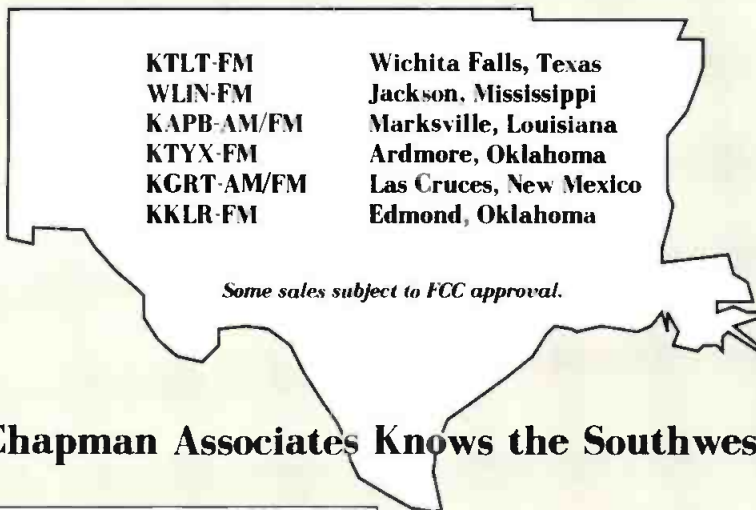 KTLT-FM Wichita Falls, Texas
WLIN-FM Jackson, Mississippi
KAPB-AM/FM Marksville, Louisiana
KTYX-FM Ardmore, Oklahoma
KGRT-AM/FM Las Cruces, New Mexico
KKLR-FM Edmond, Oklahoma
Some sales subject to FCC approval.
Chapman Associates Knows the Southwes